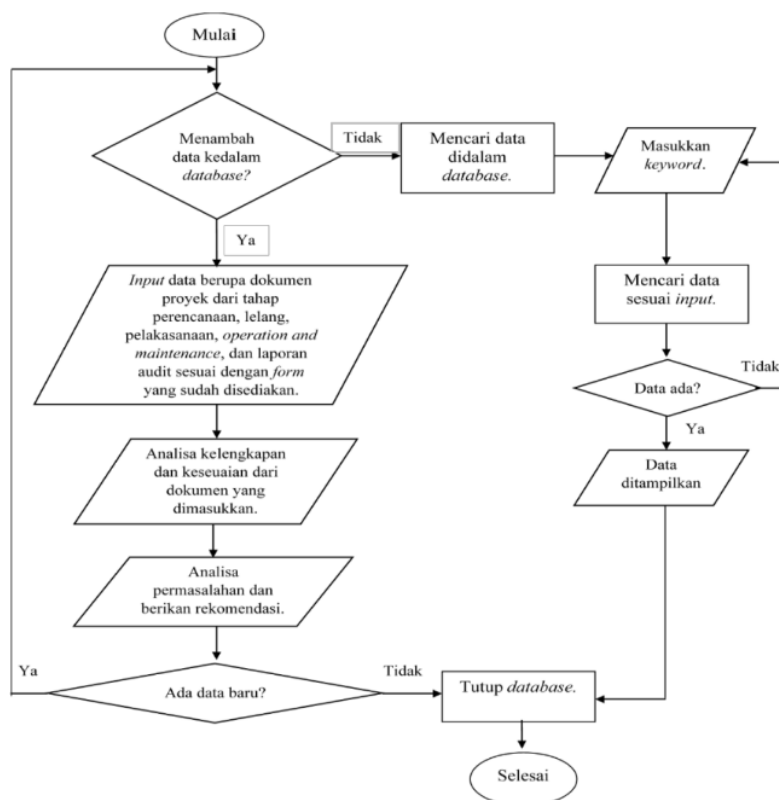 Mulai
Menambah
data kedalam
database?
Tidak
Mencari data
didalam
database.
Masukkan
keyword.
Ya
Input data berupa dokumen
proyek dari tahap
perencanaan, lelang,
pelakasanaan, operation and
maintenance, dan laporan
audit sesuai dengan form
yang sudah disediakan.
Mencari data
sesuai input.
Data ada?
Tidak
Ya
Data
ditampilkan
Analisa kelengkapan
dan keseuaian dari
dokumen yang
dimasukkan.
Analisa
permasalahan dan
berikan rekomendasi.
Ya
Ada data baru?
Tidak
Tutup database.
Selesai